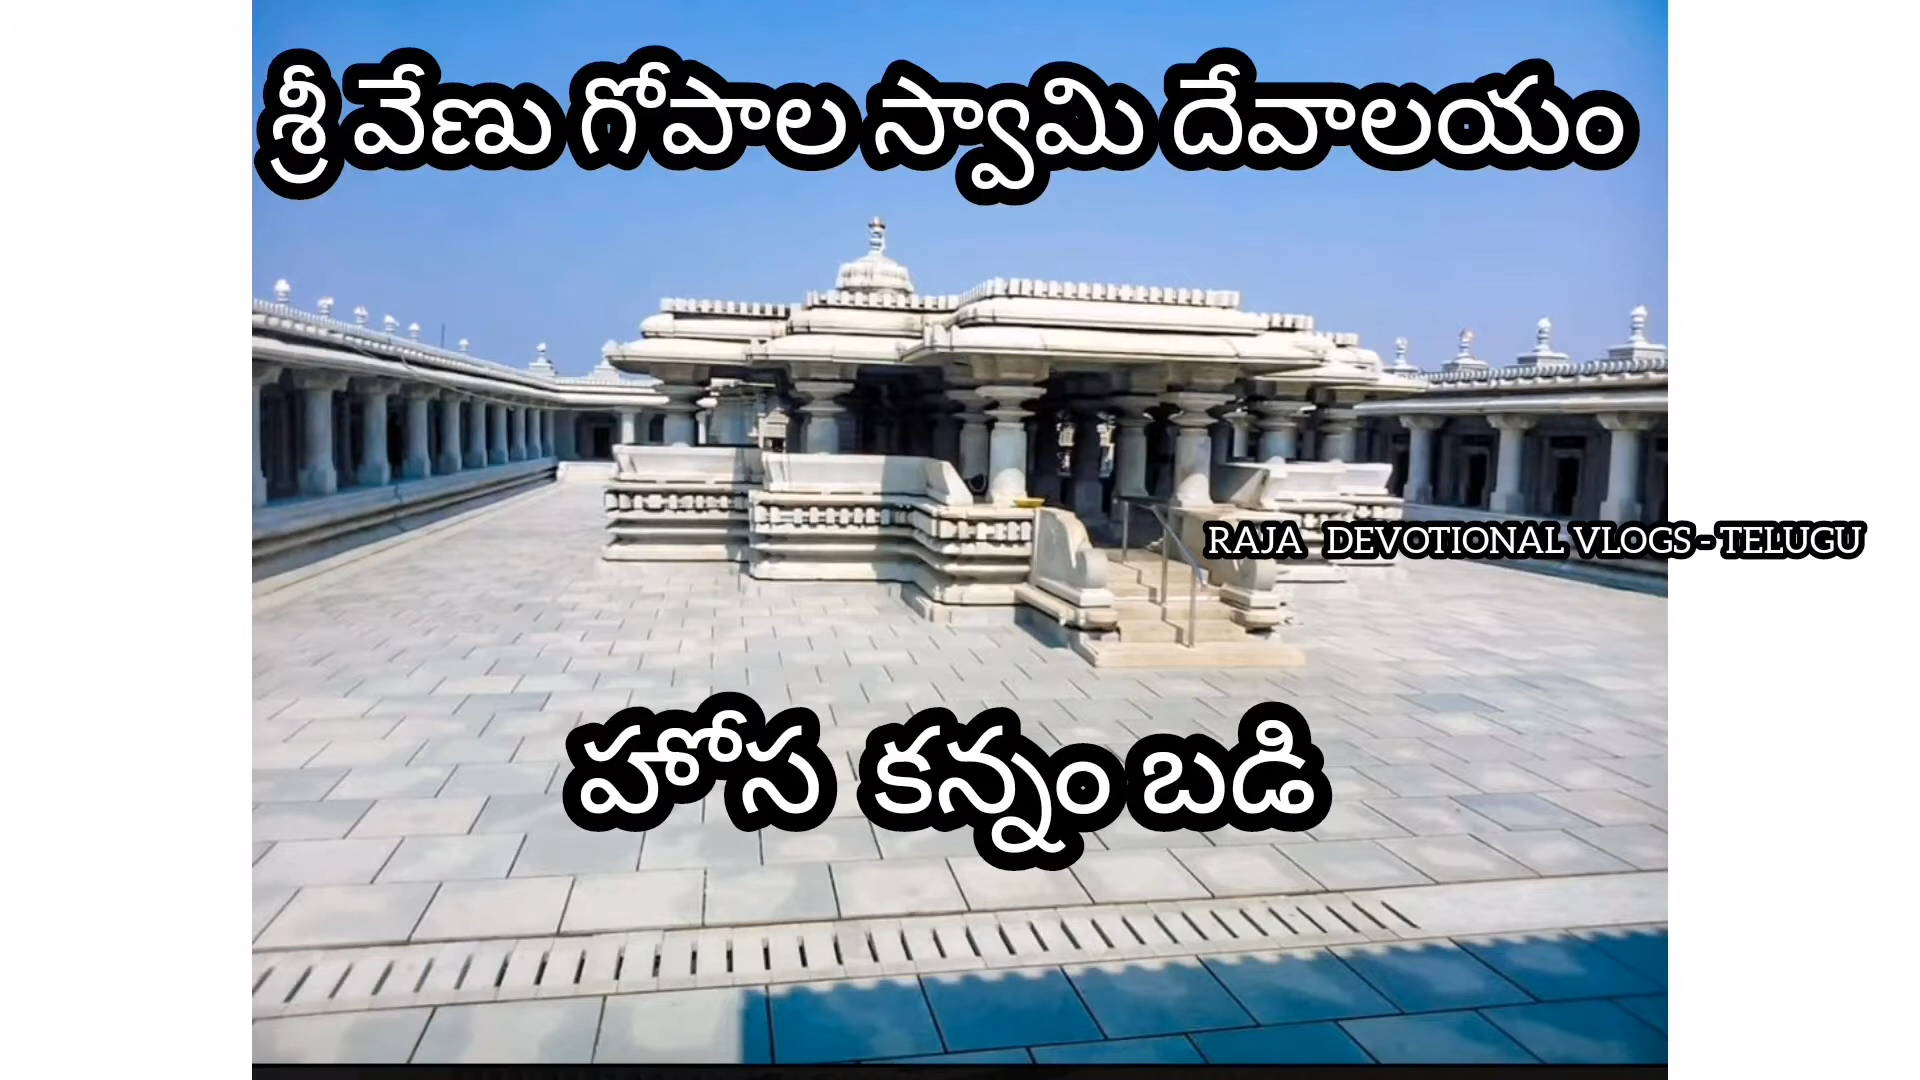 శ్రీ వేణు గోపాల స్వామి దేవాలయం
RAJA DEVOTIONAL VLOGS - TELUGU
హోస కన్నం బడి